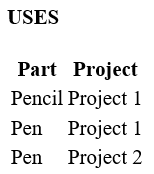 USES
Part Project
Pencil Project 1
Pen Project 1
Pen Project 2